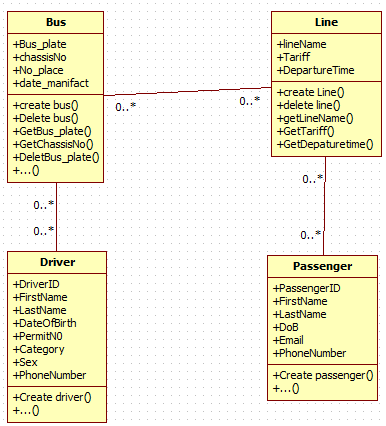 Bus
+Bus_plate
+chassisNo
+No_place
+date_manifact
+create bus()
+Delete bus()
+GetBus_plate()
+GetChassisNo()
+DeletBus_plate()
+...()
Line
+lineName
+Tariff
+DepartureTime
+create Line()
+delete line()
+getLineName()
+GetTariff()
+GetDepaturetime()
0..*
0..*
0..*
0..*
0..*
0..*
Driver
+DriverID
+FirstName
+LastName
+DateOfBirth
+PermitN0
+Category
+Sex
+PhoneNumber
+Create driver()
+...()
Passenger
+PassengerID
+FirstName
+LastName
+DoB
+Email
+PhoneNumber
+Create passenger()
+...()